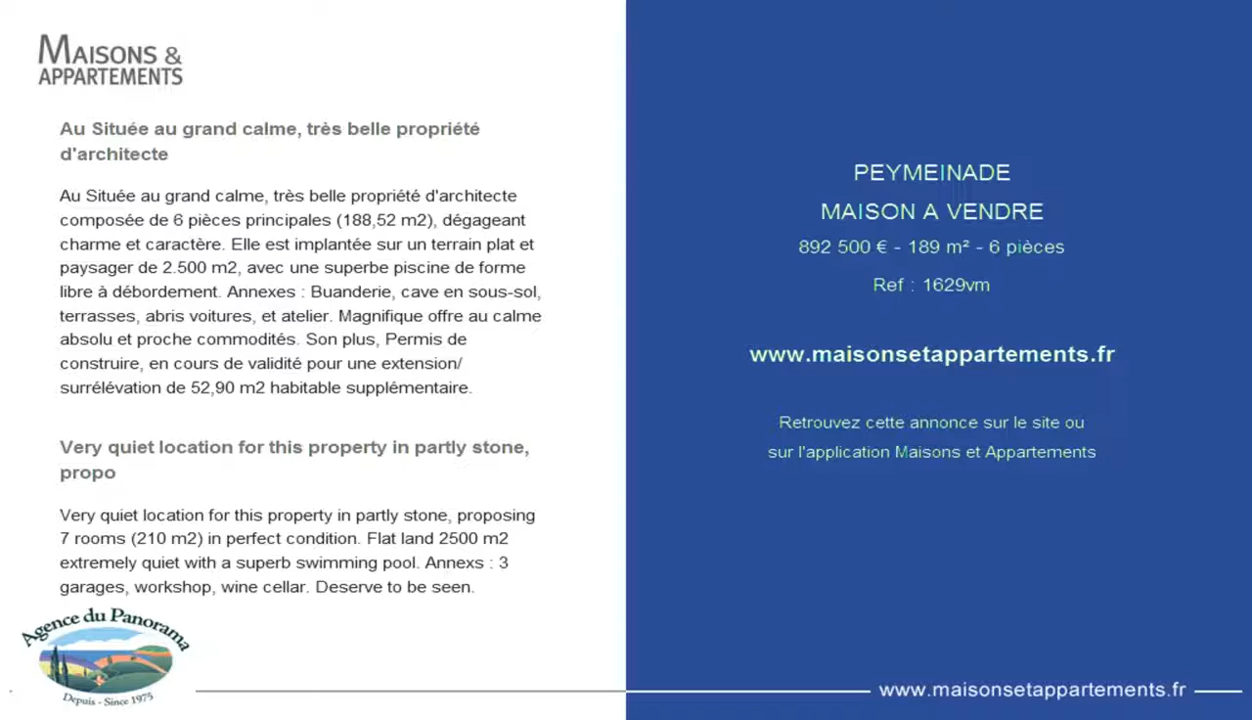 MAISONS &
APPARTEMENTS
Au Située au grand calme, très belle propriété
d'architecte
Au Située au grand calme, très belle propriété d'architecte
composée de 6 pièces principales (188,52 m2), dégageant
charme et caractère. Elle est implantée sur un terrain plat et
paysager de 2.500 m2, avec une superbe piscine de forme
libre à débordement. Annexes : Buanderie, cave en sous-sol,
terrasses, abris voitures, et atelier. Magnifique offre au calme
absolu et proche commodités. Son plus, Permis de
construire, en cours de validité pour une extension/
surrélévation de 52,90 m2 habitable supplémentaire.
Very quiet location for this property in partly stone,
propo
Very quiet location for this property in partly stone, proposing
7 rooms (210 m2) in perfect condition. Flat land 2500 m2
extremely quiet with a superb swimming pool. Annexs : 3
garages, workshop, wine cellar. Deserve to be seen.
Agence du Panorama
Depuis - Since 1975
PEYMEINADE
MAISON A VENDRE
892 500 € - 189 m² - 6 pièces
Ref : 1629vm
www.maisonsetappartements.fr
Retrouvez cette annonce sur le site ou
sur l'application Maisons et Appartements
www.maisonsetappartements.fr